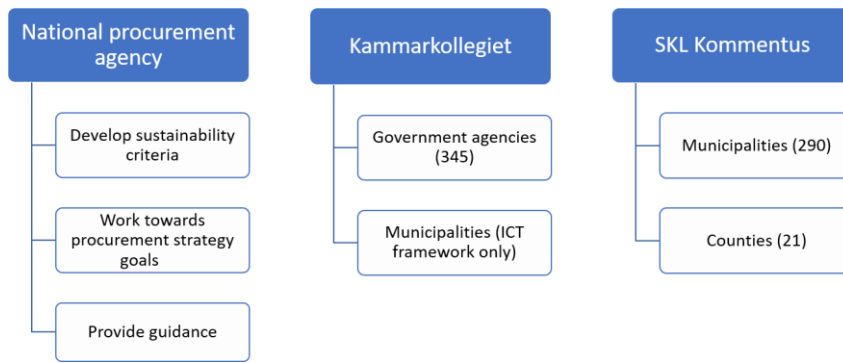 National procurement
agency
Develop sustainability
criteria
Work towards
procurement strategy
goals
Provide guidance
Kammarkollegiet
Government agencies
(345)
Municipalities (ICT
framework only)
SKL Kommentus
Municipalities (290)
Counties (21)